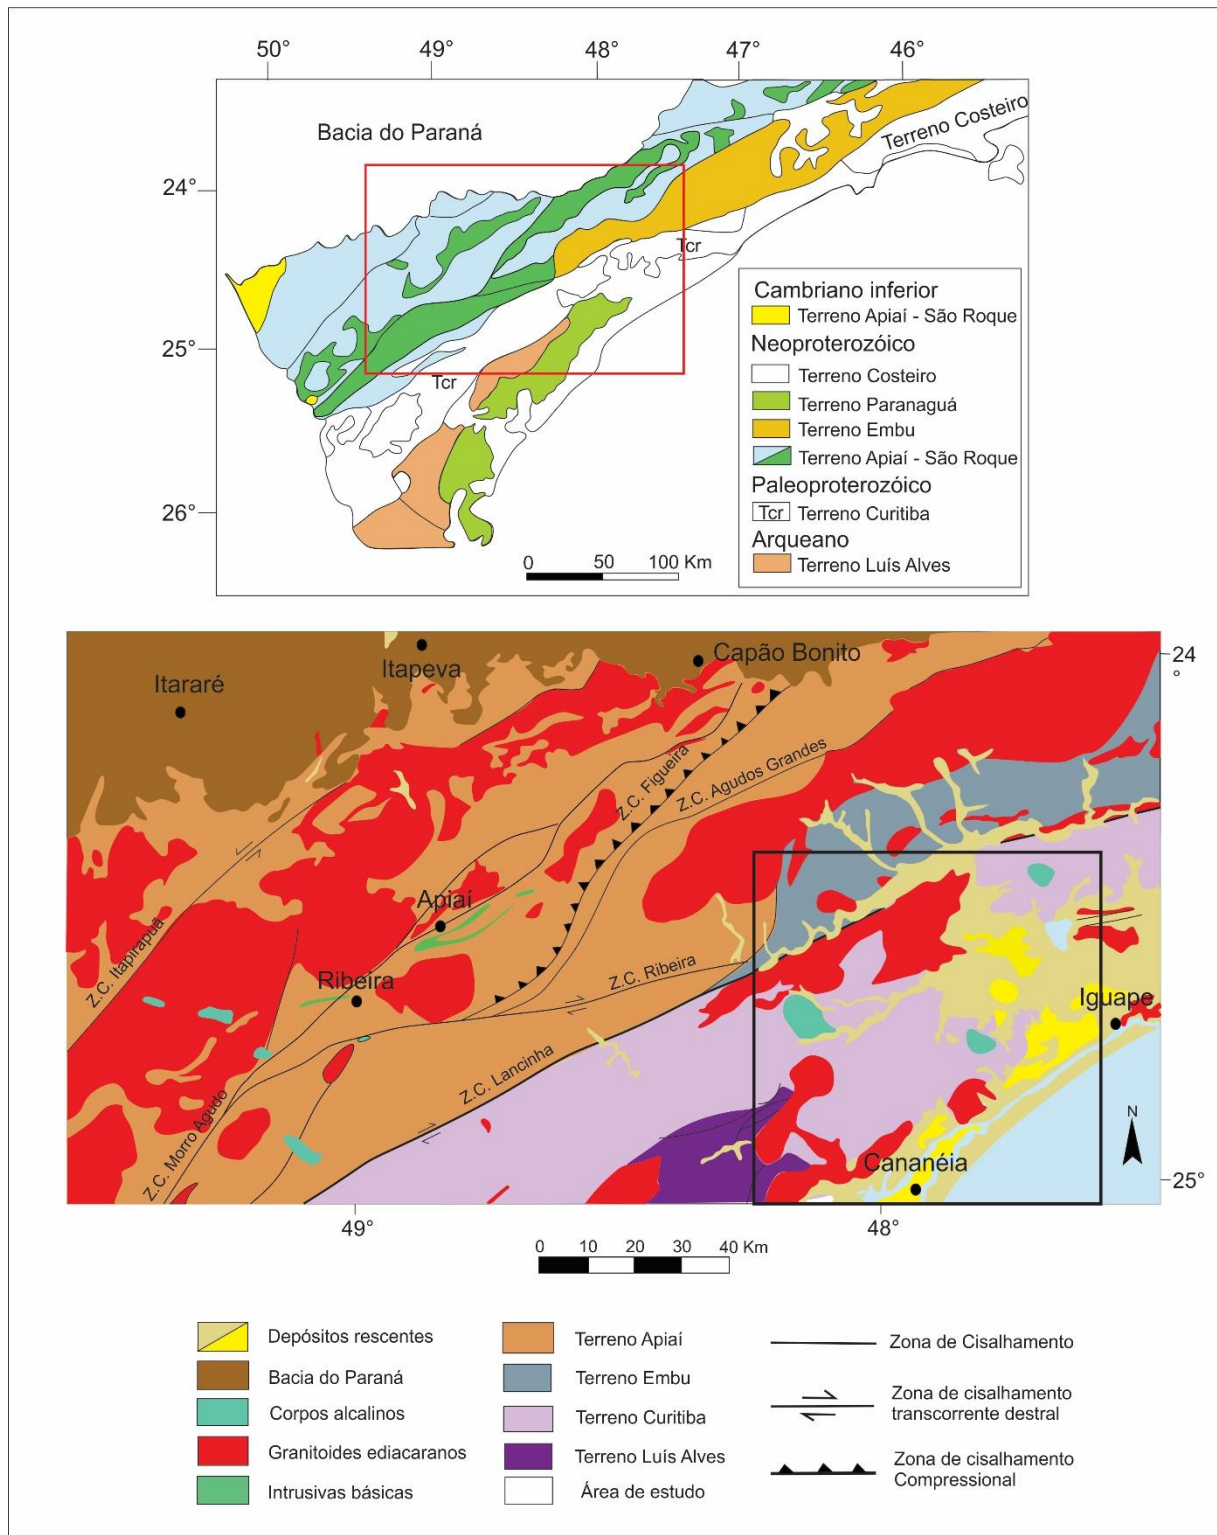 50° 49° 48° 47° 46°
Bacia do Paraná
Terreno Costeiro
24°
Tcr
25°
Tcr
26°
Cambriano inferior
Terreno Apiaí - São Roque
Neoproterozóico
Terreno Costeiro
Terreno Paranaguá
Terreno Embu
Terreno Apiaí - São Roque
Paleoproterozóico
Tcr Terreno Curitiba
Arqueano
Terreno Luís Alves
0 50 100 Km
Itararé
Itapeva
Capão Bonito
24
°
Z.C. Figueira
Z.C. Agudos Grandes
Apiaí
Z.C. Itapirapuã
Ribeira
Z.C. Ribeira
Iguape
Z.C. Lancinha
Z.C. Morro Agudo
N
Cananéia
25°
49° 48°
0 10 20 30 40 Km
Depósitos rescentes
Bacia do Paraná
Corpos alcalinos
Granitoides ediacaranos
Intrusivas básicas
Terreno Apiaí
Terreno Embu
Terreno Curitiba
Terreno Luís Alves
Área de estudo
Zona de Cisalhamento
Zona de cisalhamento
transcorrente destral
Zona de cisalhamento
Compressional